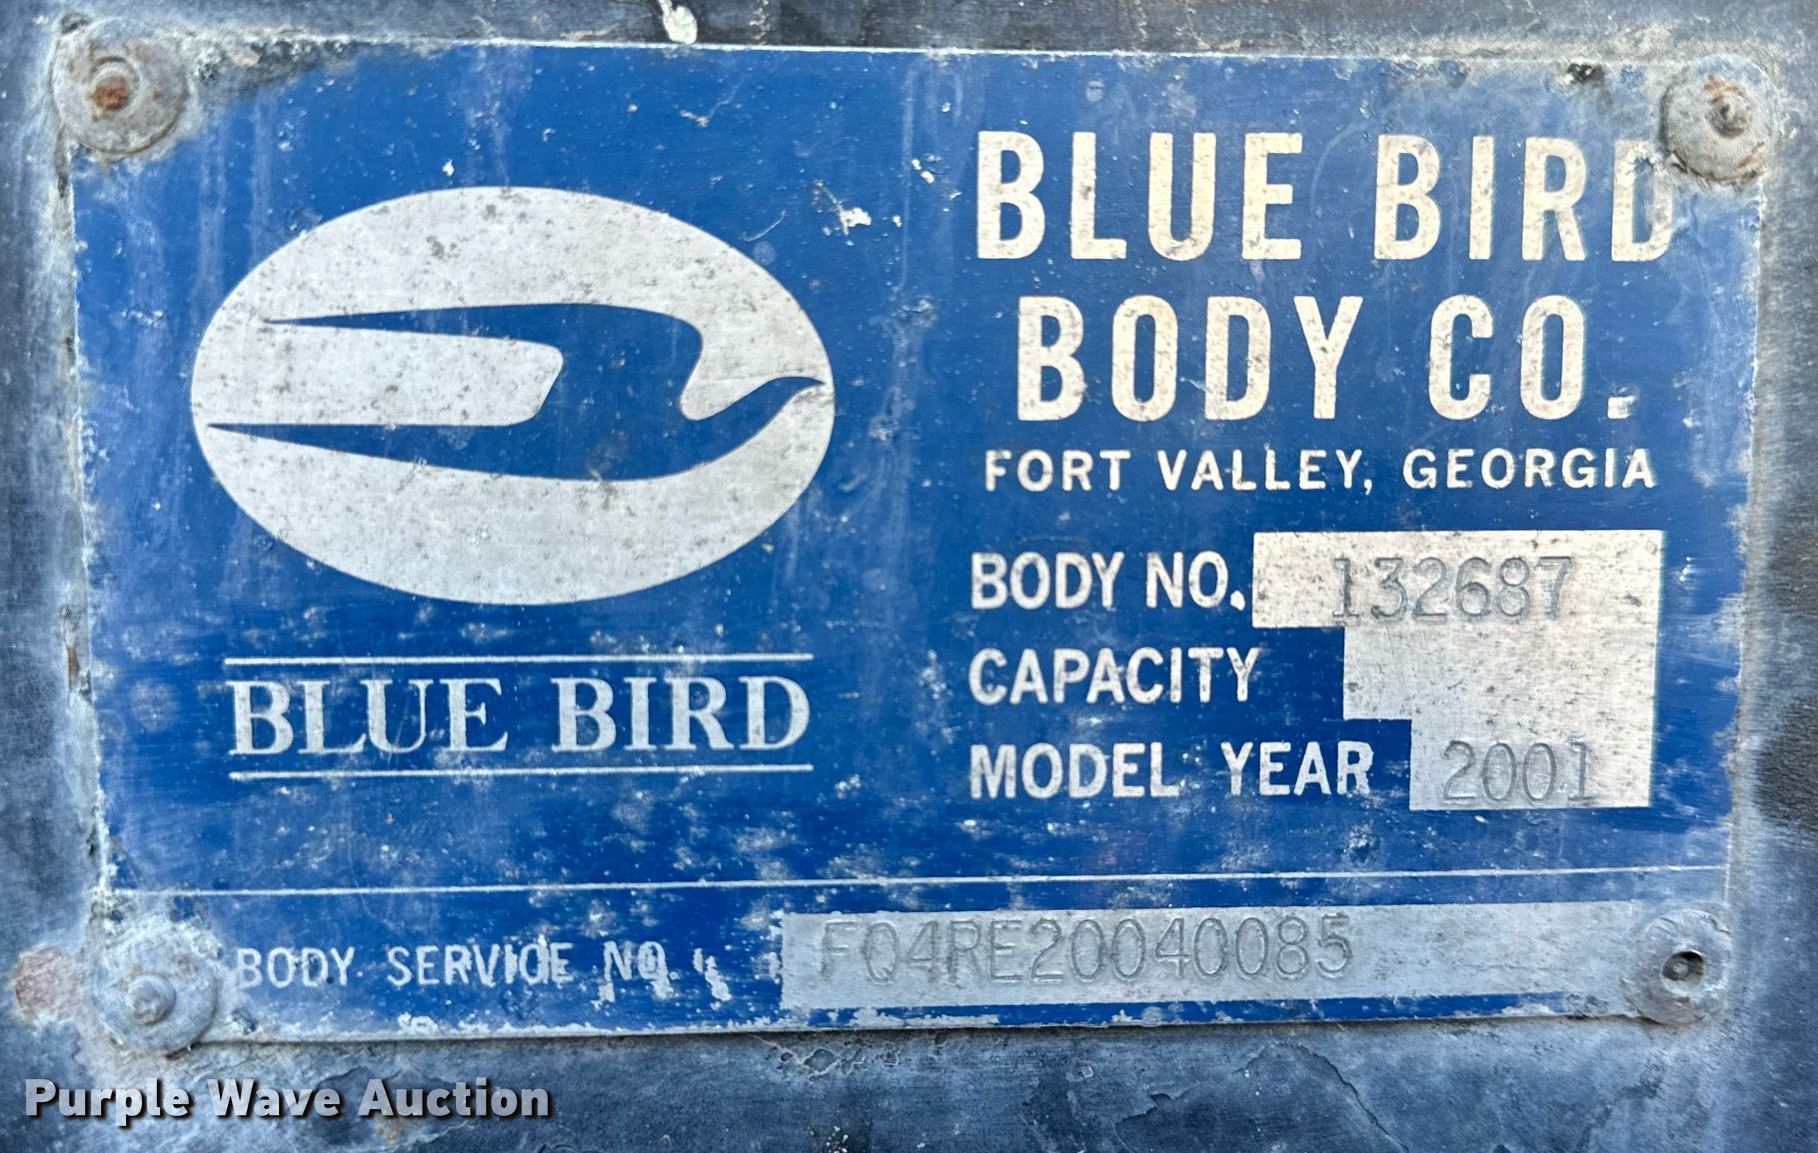 BLUE BIRD
BLUE BIRD
BODY CO.
FORT VALLEY, GEORGIA
BODY NO. 132687
CAPACITY
MODEL YEAR 2001
BODY SERVICE NO. FQ4RE20040085
Purple Wave Auction